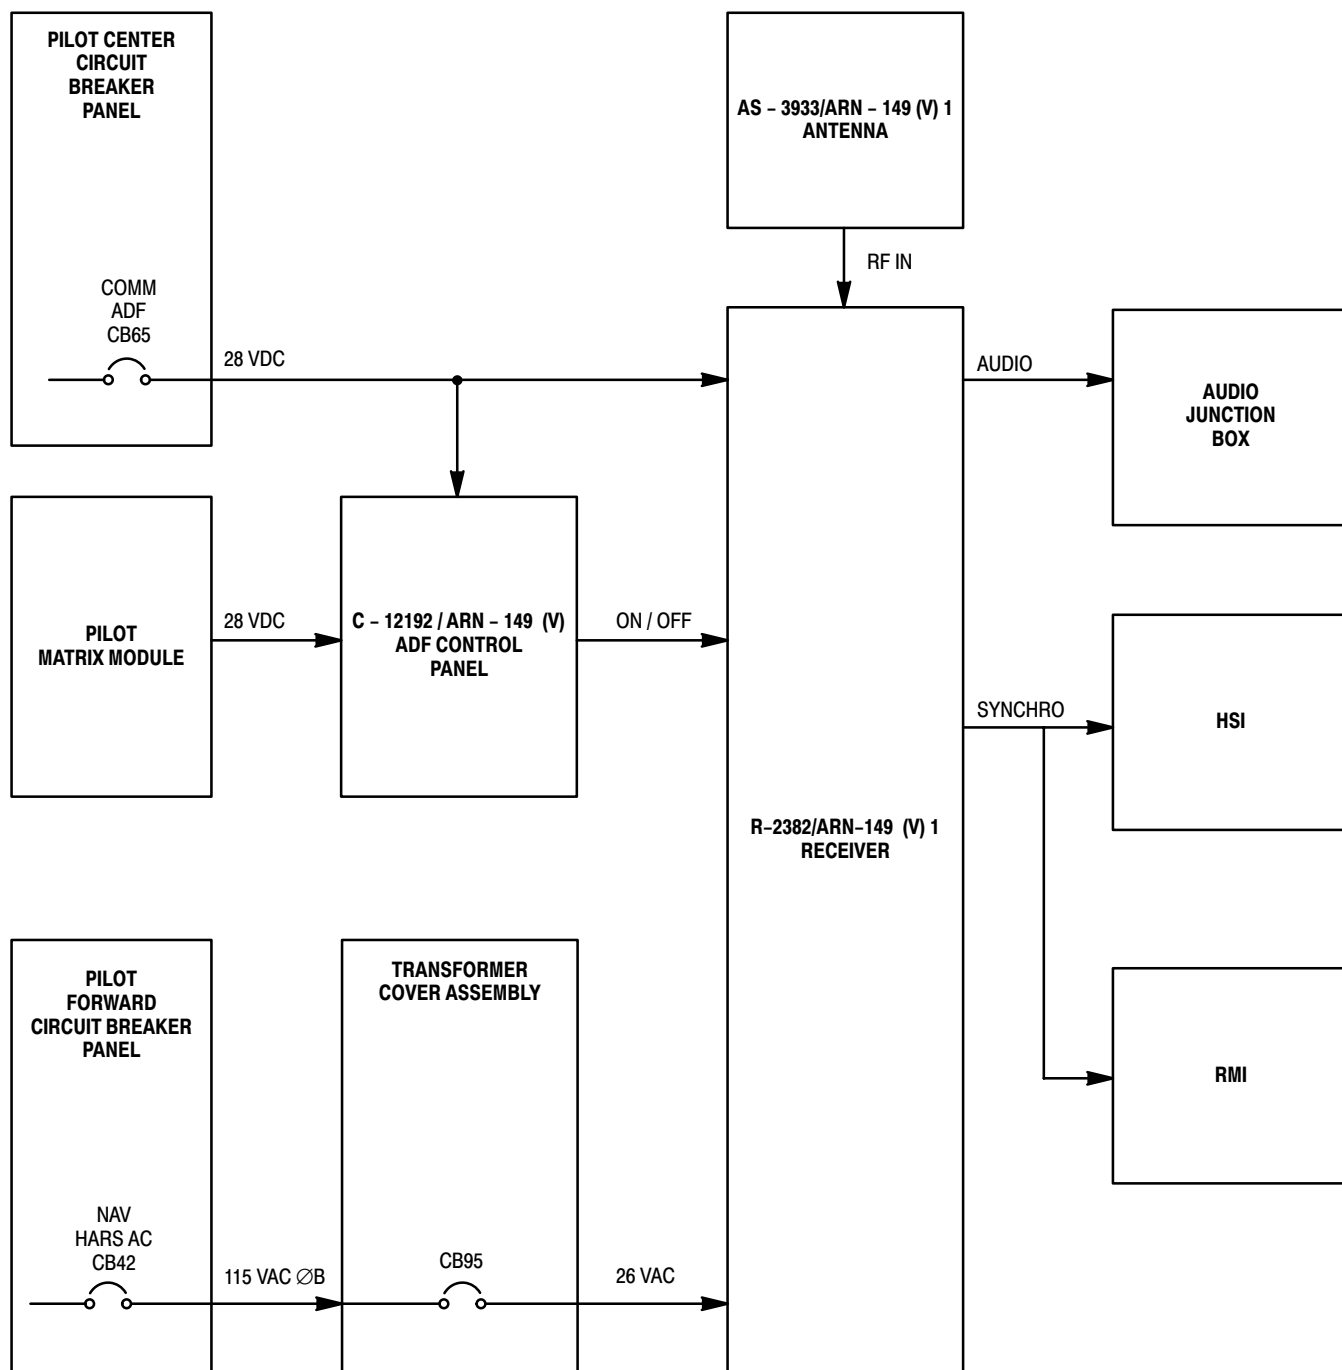 PILOT CENTER
CIRCUIT
BREAKER
PANEL
AS – 3933/ARN – 149 (V) 1
ANTENNA
RF IN
COMM
ADF
CB65
28 VDC
AUDIO
AUDIO
JUNCTION
BOX
PILOT
MATRIX MODULE
28 VDC
C – 12192 / ARN – 149 (V)
ADF CONTROL
PANEL
ON / OFF
SYNCHRO
HSI
R–2382/ARN–149 (V) 1
RECEIVER
PILOT
FORWARD
CIRCUIT BREAKER
PANEL
TRANSFORMER
COVER ASSEMBLY
RMI
NAV
HARS AC
CB42
115 VAC ∅B
CB95
26 VAC